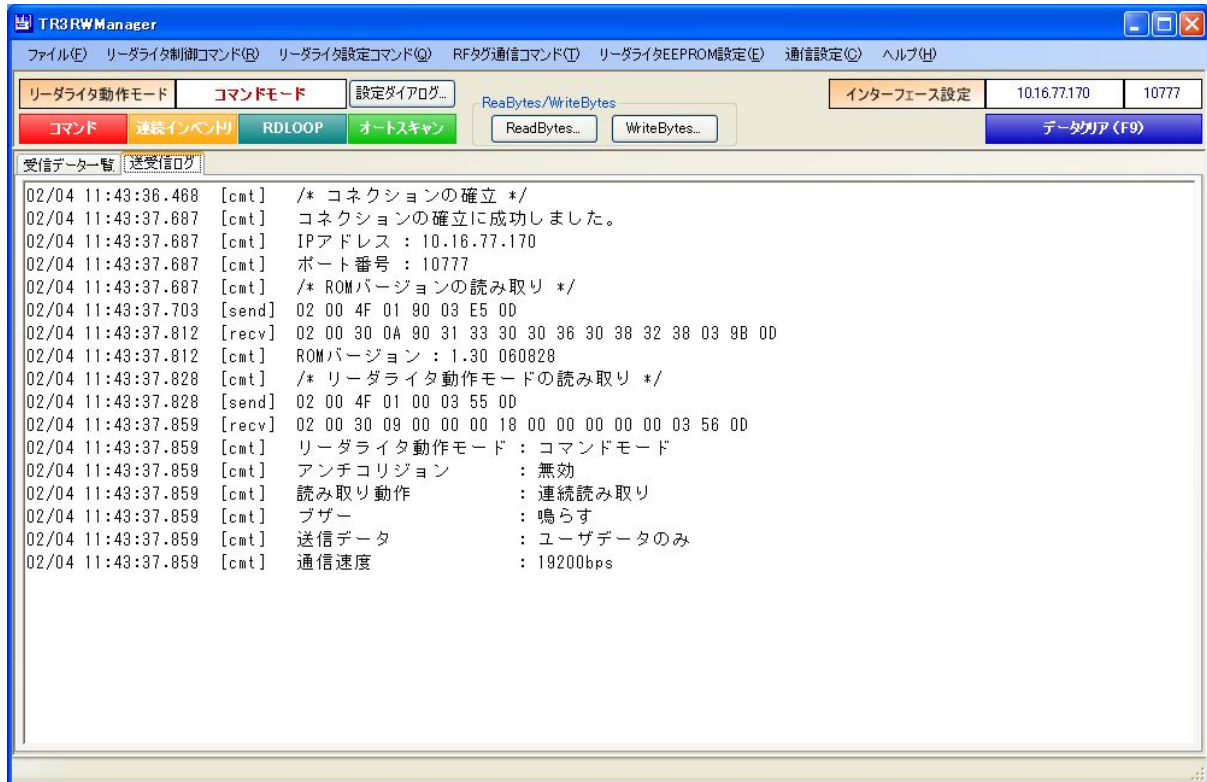 TR3RWManager
ファイル(F) リーダライタ制御コマンド(R) リーダライタ設定コマンド(Q) RFタグ通信コマンド(T) リーダライタEEPROM設定(E) 通信設定(C) ヘルプ(H)
リーダライタ動作モード コマンドモード 設定ダイアログ... ReaBytes/WriteBytes インターフェース設定 10.16.77.170 10777
コマンド 連続インベントリ RDLOOP オートスキャン ReadBytes... WriteBytes... データクリア (F9)
受信データ一覧 送受信ログ
02/04 11:43:36.468 [cmt] /* コネクションの確立 */
02/04 11:43:37.687 [cmt] コネクションの確立に成功しました。
02/04 11:43:37.687 [cmt] IPアドレス : 10.16.77.170
02/04 11:43:37.687 [cmt] ポート番号 : 10777
02/04 11:43:37.687 [cmt] /* ROMバージョンの読み取り */
02/04 11:43:37.703 [send] 02 00 4F 01 90 03 E5 0D
02/04 11:43:37.812 [recv] 02 00 30 0A 90 31 33 30 30 36 30 38 32 38 03 9B 0D
02/04 11:43:37.812 [cmt] ROMバージョン : 1.30 060828
02/04 11:43:37.828 [cmt] /* リーダライタ動作モードの読み取り */
02/04 11:43:37.828 [send] 02 00 4F 01 00 03 55 0D
02/04 11:43:37.859 [recv] 02 00 30 09 00 00 00 18 00 00 00 00 00 03 56 0D
02/04 11:43:37.859 [cmt] リーダライタ動作モード : コマンドモード
02/04 11:43:37.859 [cmt] アンチコリジョン : 無効
02/04 11:43:37.859 [cmt] 読み取り動作 : 連続読み取り
02/04 11:43:37.859 [cmt] ブザー : 鳴らす
02/04 11:43:37.859 [cmt] 送信データ : ユーザデータのみ
02/04 11:43:37.859 [cmt] 通信速度 : 19200bps